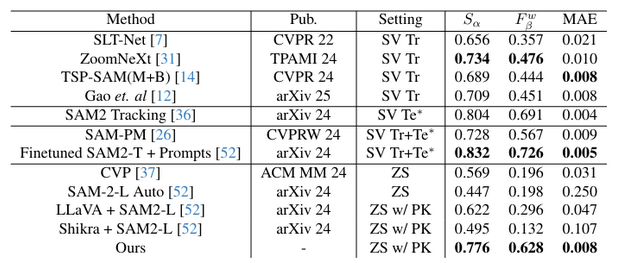 Method Pub. Setting Sα Fβʷ MAE
SLT-Net [7] CVPR 22 SV Tr 0.656 0.357 0.021
ZoomNeXt [31] TPAMI 24 SV Tr 0.734 0.476 0.010
TSP-SAM(M+B) [14] CVPR 24 SV Tr 0.689 0.444 0.008
Gao et. al [12] arXiv 25 SV Tr 0.709 0.451 0.008
SAM2 Tracking [36] arXiv 24 SV Te* 0.804 0.691 0.004
SAM-PM [26] CVPRW 24 SV Tr+Te* 0.728 0.567 0.009
Finetuned SAM2-T + Prompts [52] arXiv 24 SV Tr+Te* 0.832 0.726 0.005
CVP [37] ACM MM 24 ZS 0.569 0.196 0.031
SAM-2-L Auto [52] arXiv 24 ZS 0.447 0.198 0.250
LLaVA + SAM2-L [52] arXiv 24 ZS w/ PK 0.622 0.296 0.047
Shikra + SAM2-L [52] arXiv 24 ZS w/ PK 0.495 0.132 0.107
Ours - ZS w/ PK 0.776 0.628 0.008